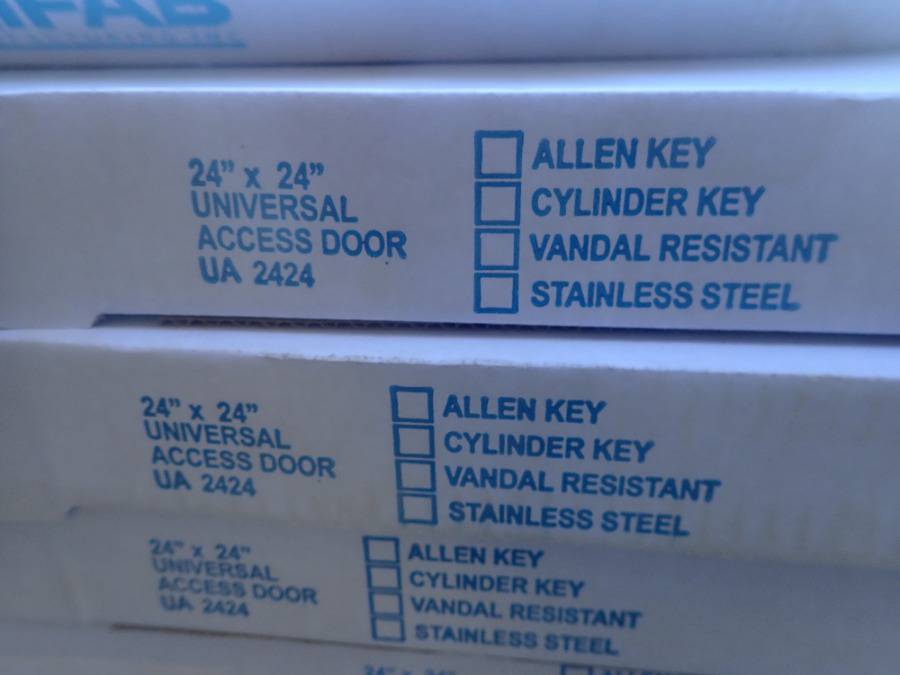 24" x 24"
UNIVERSAL
ACCESS DOOR
UA 2424
ALLEN KEY
CYLINDER KEY
VANDAL RESISTANT
STAINLESS STEEL
24" x 24"
UNIVERSAL
ACCESS DOOR
UA 2424
ALLEN KEY
CYLINDER KEY
VANDAL RESISTANT
STAINLESS STEEL
24" x 24"
UNIVERSAL
ACCESS DOOR
UA 2424
ALLEN KEY
CYLINDER KEY
VANDAL RESISTANT
STAINLESS STEEL